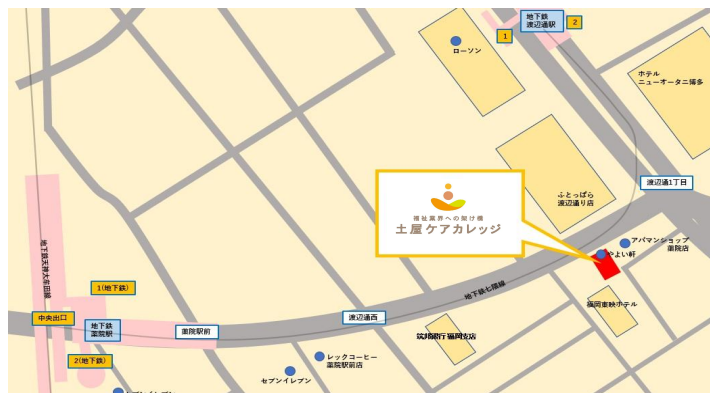 地下鉄
渡辺通駅
1
2
ローソン
ホテル
ニューオータニ博多
渡辺通1丁目
ふとっぱら
渡辺通り店
福祉業界への架け橋
土屋ケアカレッジ
アパマンショップ
薬院店
やよい軒
福岡東映ホテル
地下鉄七隈線
地下鉄天神大牟田線
1(地下鉄)
中央出口
地下鉄
薬院駅
薬院駅前
渡辺通西
2(地下鉄)
筑邦銀行 福岡支店
レックコーヒー
薬院駅前店
セブンイレブン
セブンイレブン